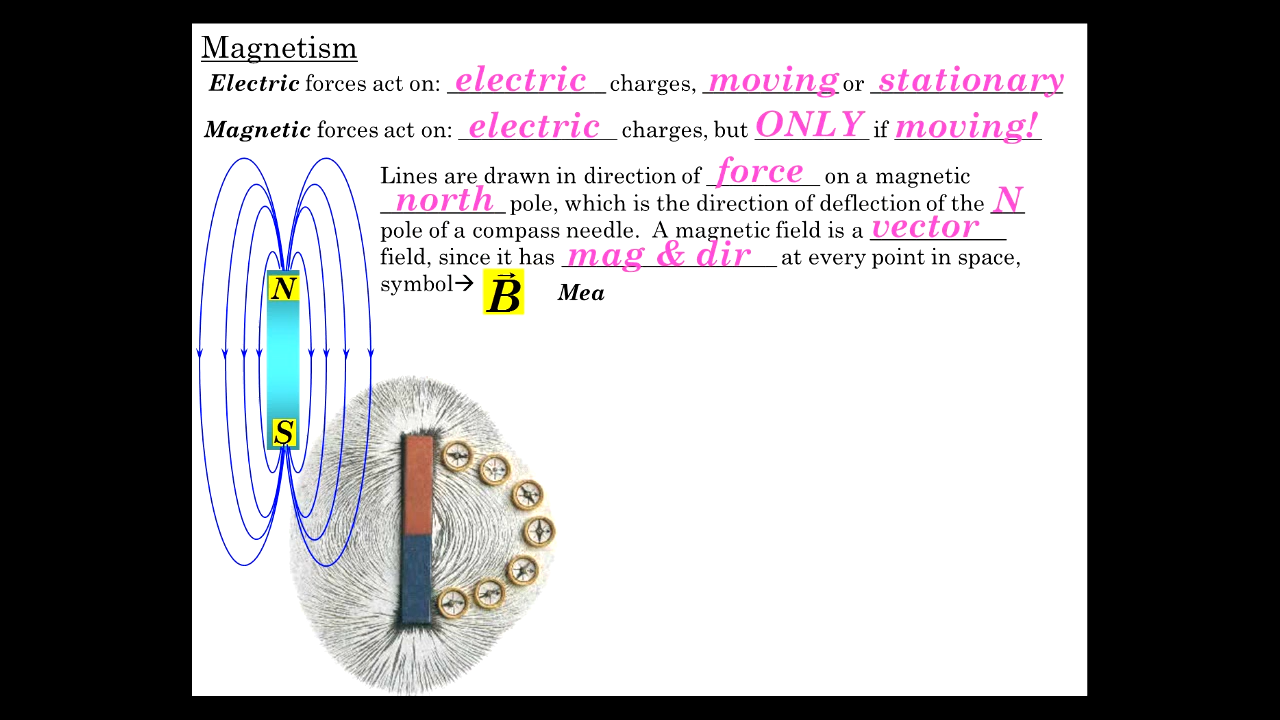 Magnetism
Electric forces act on: electric charges, moving or stationary
Magnetic forces act on: electric charges, but ONLY if moving!
Lines are drawn in direction of force on a magnetic
north pole, which is the direction of deflection of the N
pole of a compass needle. A magnetic field is a vector
field, since it has mag & dir at every point in space,
symbol→ B⃗ Mea
N
S